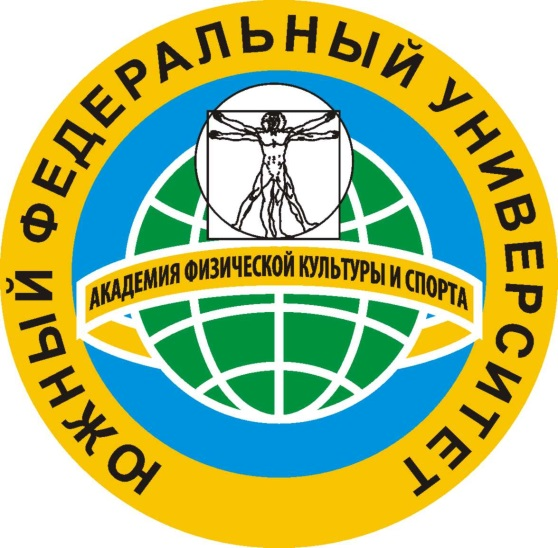 ЮЖНЫЙ ФЕДЕРАЛЬНЫЙ УНИВЕРСИТЕТ
АКАДЕМИЯ ФИЗИЧЕСКОЙ КУЛЬТУРЫ И СПОРТА